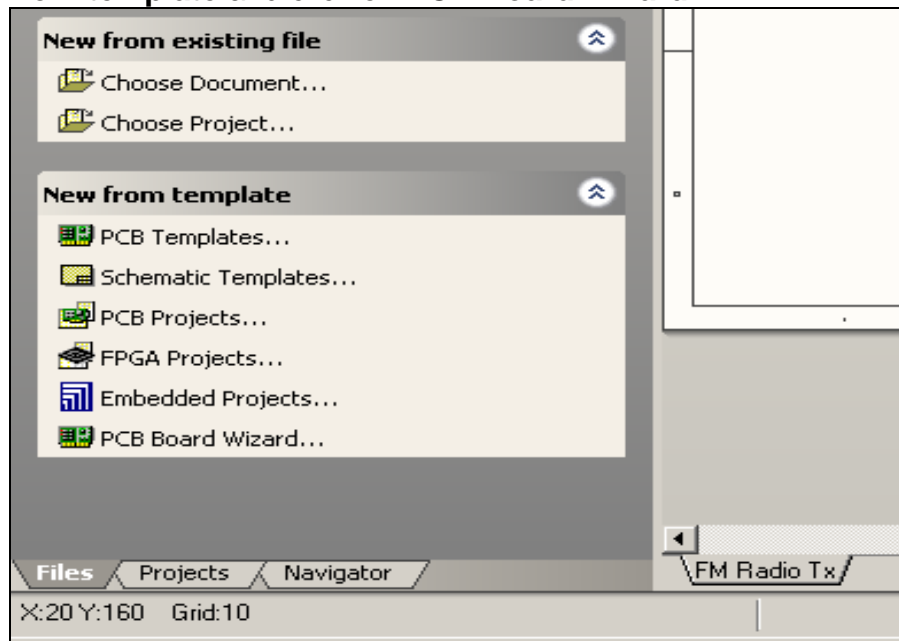 New from existing file
Choose Document...
Choose Project...
New from template
PCB Templates...
Schematic Templates...
PCB Projects...
FPGA Projects...
Embedded Projects...
PCB Board Wizard...
Files Projects Navigator
FM Radio Tx
X:20 Y:160 Grid:10